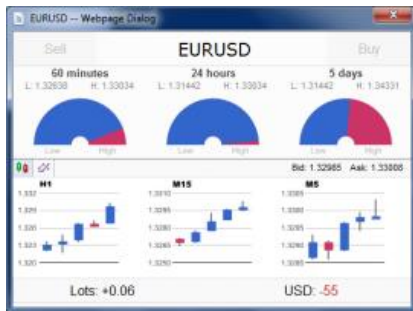 EURUSD -- Webpage Dialog
Sell EURUSD Buy
60 minutes 24 hours 5 days
L: 1.32638 H: 1.33034 L: 1.31442 H: 1.33034 L: 1.31442 H: 1.34331
Low High Low High Low High
Bid: 1.32985 Ask: 1.33008
H1 M15 M5
Lots: +0.06 USD: -55